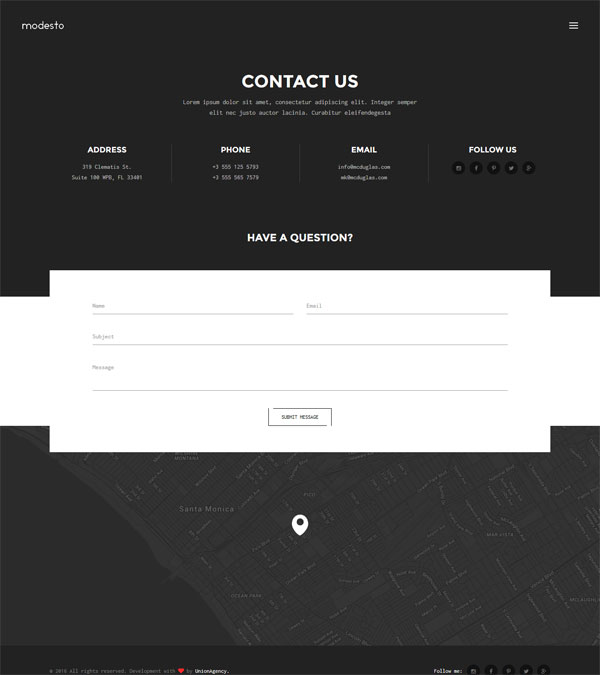 modesto
CONTACT US
Lorem ipsum dolor sit amet, consectetur adipiscing elit. Integer semper
elit nec justo auctor lacinia. Curabitur eleifendegesta
ADDRESS
319 Clematis St.
Suite 100 WPB, FL 33401
PHONE
+3 555 125 5793
+3 555 565 7579
EMAIL
info@mcduglas.com
mk@mcduglas.com
FOLLOW US
HAVE A QUESTION?
Name
Email
Subject
Message
SUBMIT MESSAGE
MONTANA
Santa Monica
PICO
MAR VISTA
OCEAN PARK
© 2016 All rights reserved. Development with ❤ by UnionAgency.
Follow me: